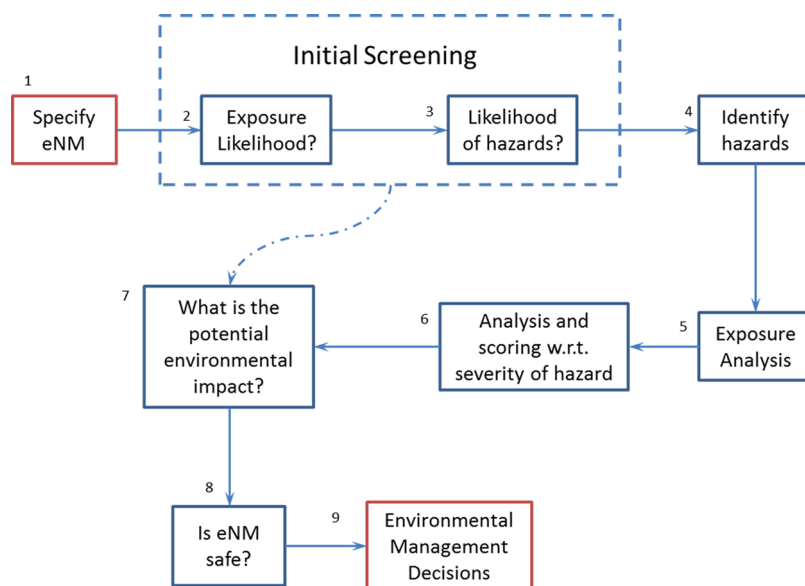 Initial Screening
1
Specify
eNM
2
Exposure
Likelihood?
3
Likelihood
of hazards?
4
Identify
hazards
5
Exposure
Analysis
6
Analysis and
scoring w.r.t.
severity of hazard
7
What is the
potential
environmental
impact?
8
Is eNM
safe?
9
Environmental
Management
Decisions